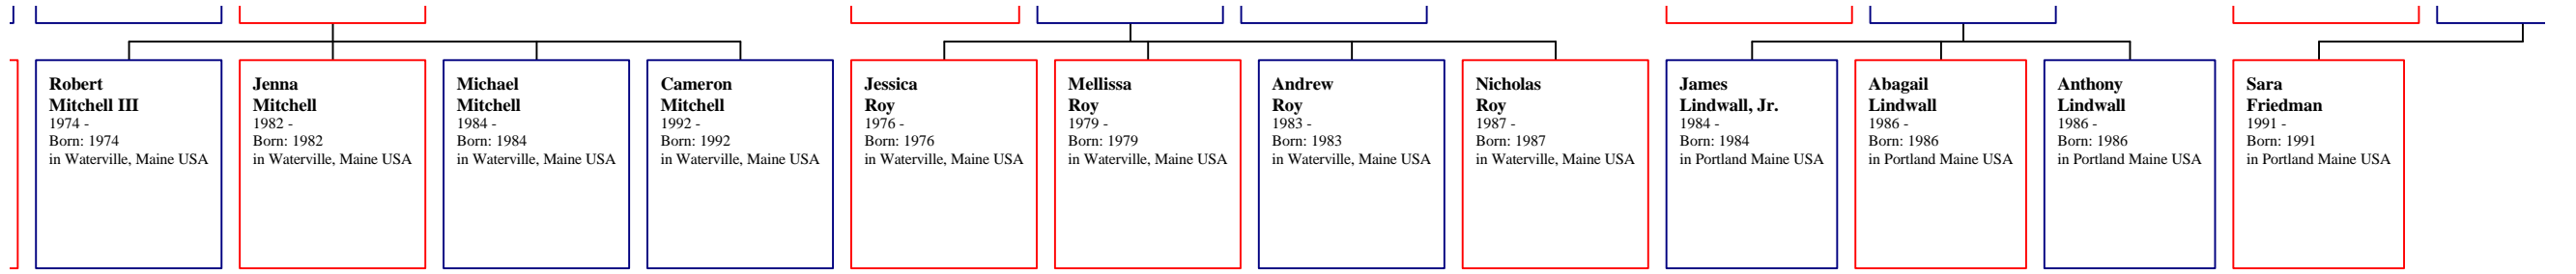 Robert
Mitchell III
1974 -
Born: 1974
in Waterville, Maine USA
Jenna
Mitchell
1982 -
Born: 1982
in Waterville, Maine USA
Michael
Mitchell
1984 -
Born: 1984
in Waterville, Maine USA
Cameron
Mitchell
1992 -
Born: 1992
in Waterville, Maine USA
Jessica
Roy
1976 -
Born: 1976
in Waterville, Maine USA
Mellissa
Roy
1979 -
Born: 1979
in Waterville, Maine USA
Andrew
Roy
1983 -
Born: 1983
in Waterville, Maine USA
Nicholas
Roy
1987 -
Born: 1987
in Waterville, Maine USA
James
Lindwall, Jr.
1984 -
Born: 1984
in Portland Maine USA
Abagail
Lindwall
1986 -
Born: 1986
in Portland Maine USA
Anthony
Lindwall
1986 -
Born: 1986
in Portland Maine USA
Sara
Friedman
1991 -
Born: 1991
in Portland Maine USA